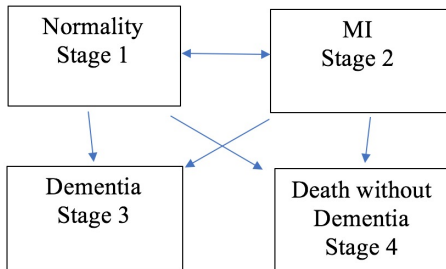 Normality
Stage 1
MI
Stage 2
Dementia
Stage 3
Death without
Dementia
Stage 4